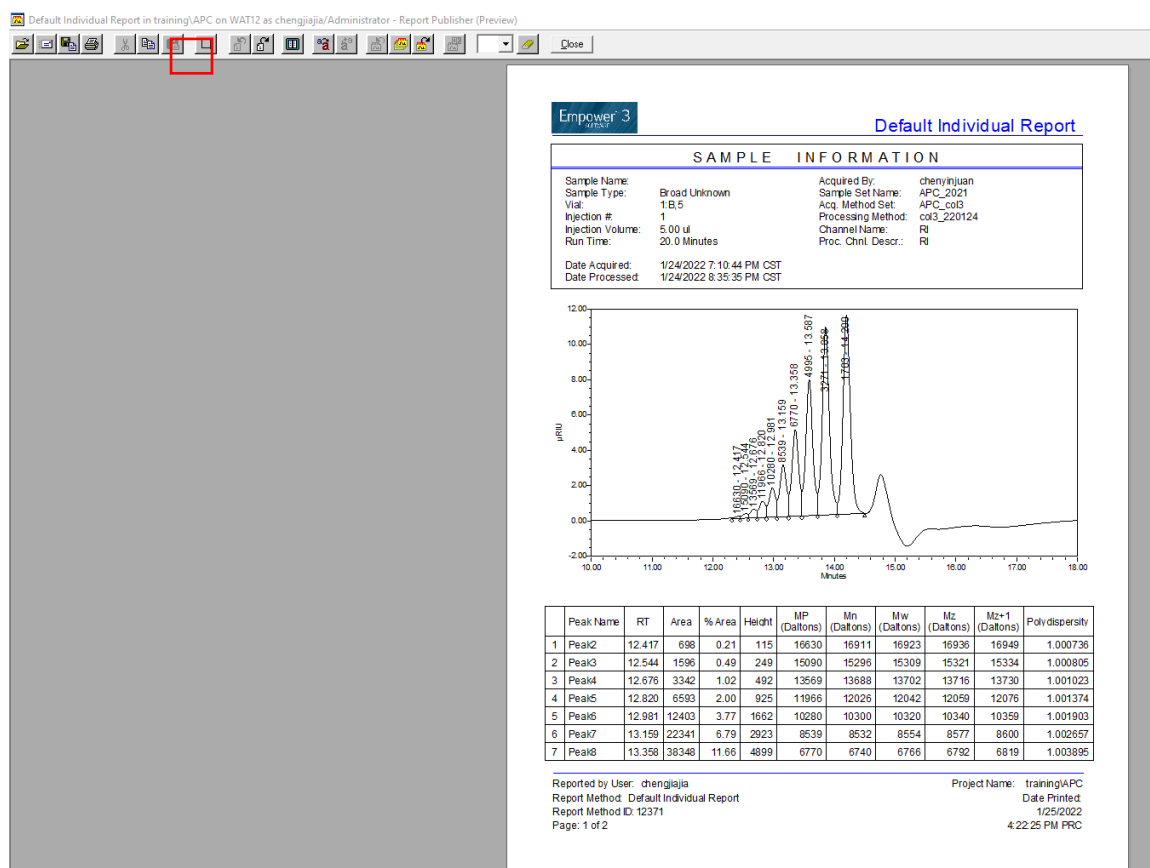 Default Individual Report in training\APC on WAT12 as chengjiajia/Administrator - Report Publisher (Preview)
Close
Empower 3
SOFTWARE
Default Individual Report
SAMPLE INFORMATION
Sample Name: Acquired By: chenyinjuan
Sample Type: Broad Unknown Sample Set Name: APC_2021
Vial: 1:B,5 Acq. Method Set: APC_col3
Injection #: 1 Processing Method: col3_220124
Injection Volume: 5.00 ul Channel Name: RI
Run Time: 20.0 Minutes Proc. Chnl. Descr.: RI
Date Acquired: 1/24/2022 7:10:44 PM CST
Date Processed: 1/24/2022 8:35:35 PM CST
12.00
10.00
8.00
6.00
4.00
2.00
0.00
-2.00
µRIU
16630 - 12.417
15090 - 12.544
13569 - 12.676
11966 - 12.820
10280 - 12.981
8539 - 13.159
6770 - 13.358
4995 - 13.587
3271 - 13.858
10.00 11.00 12.00 13.00 14.00 15.00 16.00 17.00 18.00
Minutes
Peak Name RT Area % Area Height MP (Daltons) Mn (Daltons) Mw (Daltons) Mz (Daltons) Mz+1 (Daltons) Polydispersity
1 Peak2 12.417 698 0.21 115 16630 16911 16923 16936 16949 1.000736
2 Peak3 12.544 1596 0.49 249 15090 15296 15309 15321 15334 1.000805
3 Peak4 12.676 3342 1.02 492 13569 13688 13702 13716 13730 1.001023
4 Peak5 12.820 6593 2.00 925 11966 12026 12042 12059 12076 1.001374
5 Peak6 12.981 12403 3.77 1662 10280 10300 10320 10340 10359 1.001903
6 Peak7 13.159 22341 6.79 2923 8539 8532 8554 8577 8600 1.002657
7 Peak8 13.358 38348 11.66 4899 6770 6740 6766 6792 6819 1.003895
Reported by User: chengjiajia Project Name: training\APC
Report Method: Default Individual Report Date Printed:
Report Method ID: 12371 1/25/2022
Page: 1 of 2 4:22:25 PM PRC